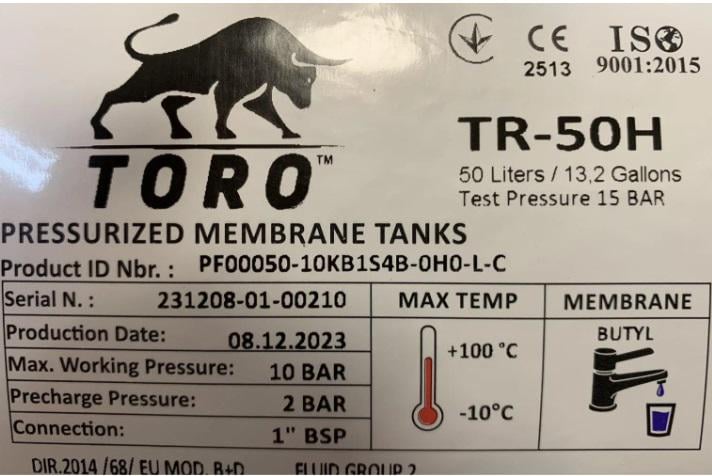 CE
2513
ISO
9001:2015
TORO™
TR-50H
50 Liters / 13,2 Gallons
Test Pressure 15 BAR
PRESSURIZED MEMBRANE TANKS
Product ID Nbr. : PF00050-10KB1S4B-0H0-L-C
Serial N. : 231208-01-00210
Production Date: 08.12.2023
Max. Working Pressure: 10 BAR
Precharge Pressure: 2 BAR
Connection: 1" BSP
MAX TEMP
+100 °C
-10°C
MEMBRANE
BUTYL
DIR.2014 /68/ EU MOD. B+D FLUID GROUP 2